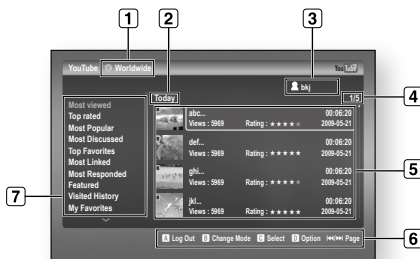 1
2
3
YouTube Worldwide
You Tube
bkj
4
Today
1/5
Most viewed
Top rated
Most Popular
Most Discussed
Top Favorites
Most Linked
Most Responded
Featured
Visited History
My Favorites
abc... 00:06:20
Views : 5969 Rating : ★★★★★ 2009-05-21
def... 00:06:20
Views : 5969 Rating : ★★★★★ 2009-05-21
ghi... 00:06:20
Views : 5969 Rating : ★★★★★ 2009-05-21
jkl... 00:06:20
Views : 5969 Rating : ★★★★★ 2009-05-21
5
7
A Log Out B Change Mode C Select D Option Page
6